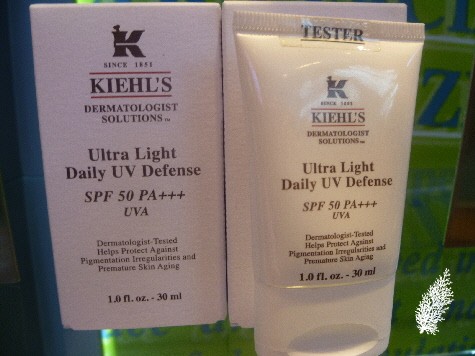 SINCE 1851
KIEHL'S
DERMATOLOGIST
SOLUTIONS™
Ultra Light
Daily UV Defense
SPF 50 PA+++
UVA
Dermatologist-Tested
Helps Protect Against
Pigmentation Irregularities and
Premature Skin Aging
1.0 fl. oz. - 30 ml
TESTER
SINCE 1851
KIEHL'S
DERMATOLOGIST
SOLUTIONS™
Ultra Light
Daily UV Defense
SPF 50 PA+++
UVA
Dermatologist-Tested
Helps Protect Against
Pigmentation Irregularities and
Premature Skin Aging
1.0 fl. oz. - 30 ml